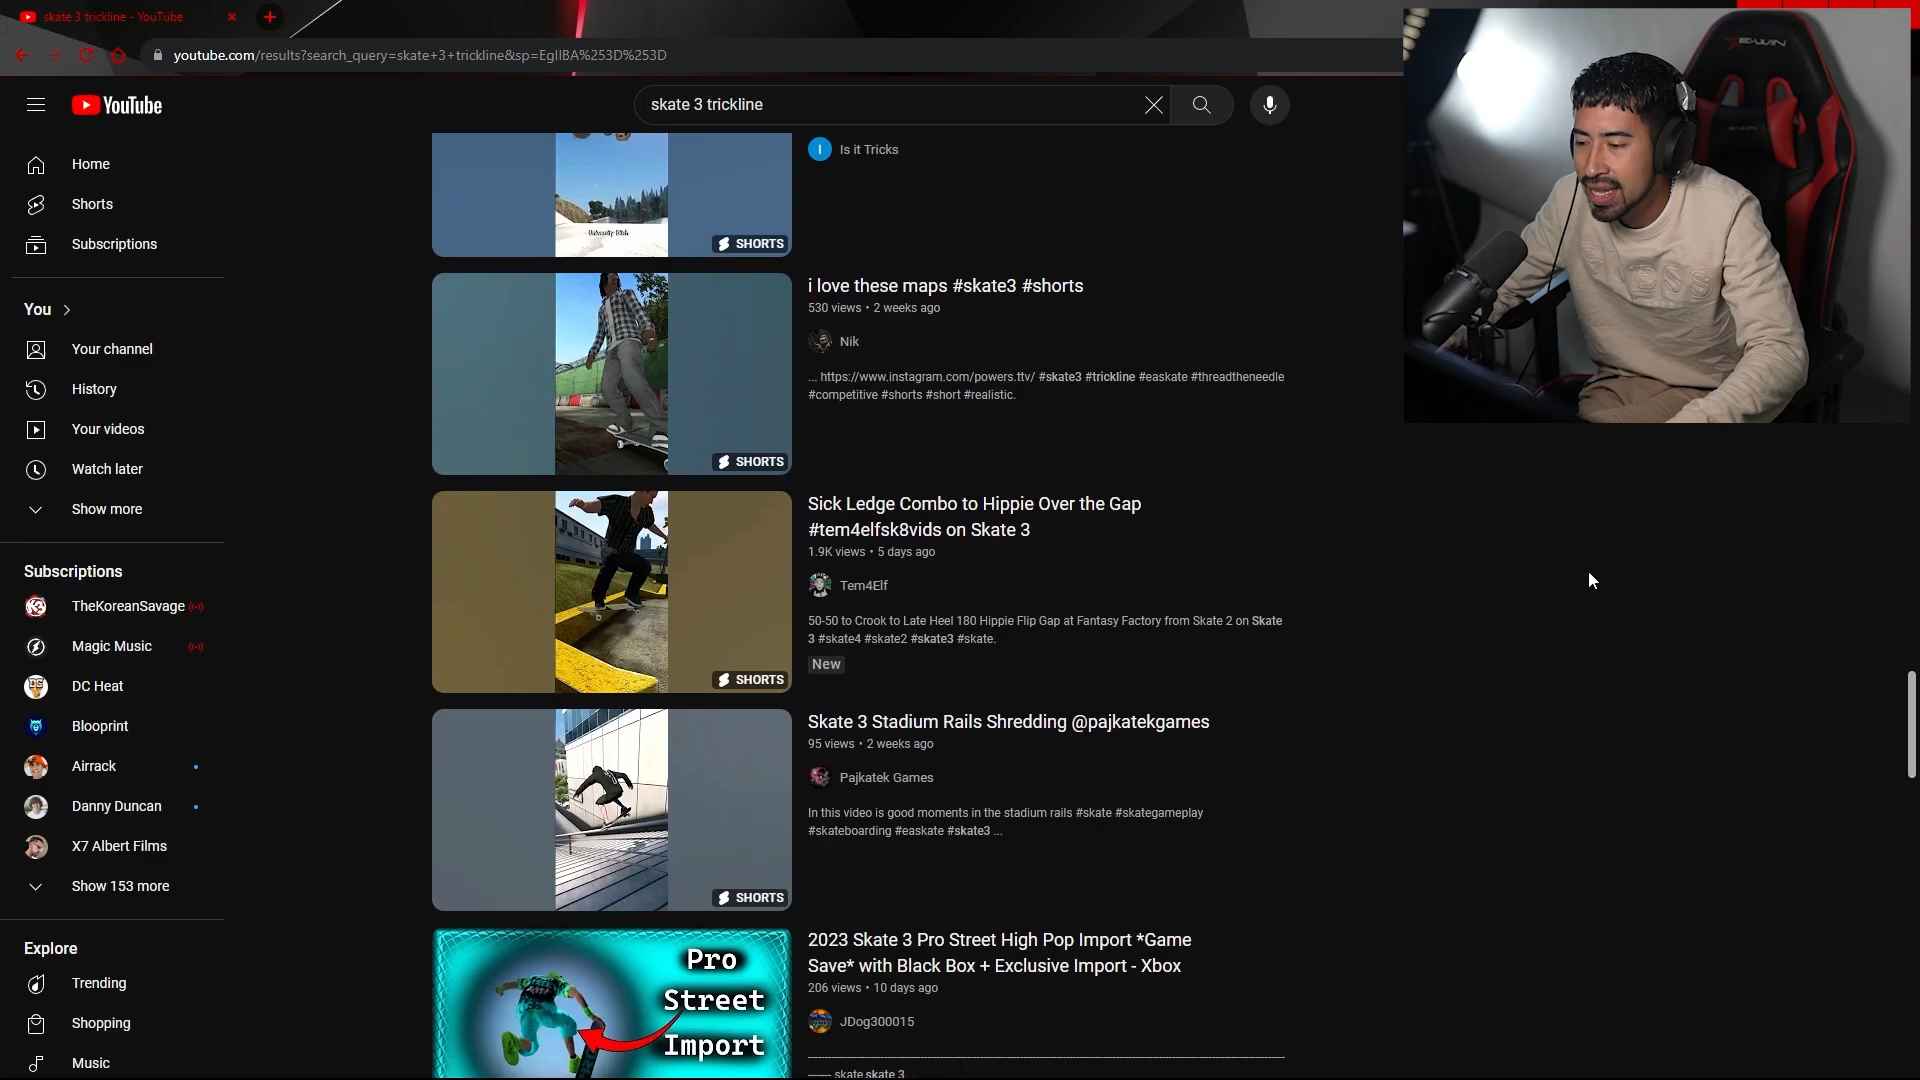 skate 3 trickline - YouTube
youtube.com/results?search_query=skate+3+trickline&sp=EgIIBA%253D%253D
YouTube
skate 3 trickline
EWIN
EWIN
Home
Shorts
Subscriptions
You
Your channel
History
Your videos
Watch later
Show more
Subscriptions
TheKoreanSavage
Magic Music
DC Heat
Blooprint
Airrack
Danny Duncan
X7 Albert Films
Show 153 more
Explore
Trending
Shopping
Music
SHORTS
Is it Tricks
SHORTS
i love these maps #skate3 #shorts
530 views • 2 weeks ago
Nik
... https://www.instagram.com/powers.ttv/ #skate3 #trickline #easkate #threadtheneedle
#competitive #shorts #short #realistic.
SHORTS
Sick Ledge Combo to Hippie Over the Gap
#tem4elfsk8vids on Skate 3
1.9K views • 5 days ago
Tem4Elf
50-50 to Crook to Late Heel 180 Hippie Flip Gap at Fantasy Factory from Skate 2 on Skate
3 #skate4 #skate2 #skate3 #skate.
New
SHORTS
Skate 3 Stadium Rails Shredding @pajkatekgames
95 views • 2 weeks ago
Pajkatek Games
In this video is good moments in the stadium rails #skate #skategameplay
#skateboarding #easkate #skate3 ...
Pro
Street
Import
2023 Skate 3 Pro Street High Pop Import *Game
Save* with Black Box + Exclusive Import - Xbox
206 views • 10 days ago
JDog300015
skate skate 3